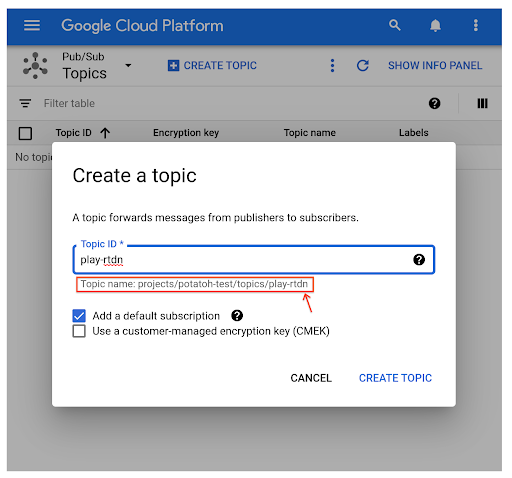 Google Cloud Platform
Pub/Sub
Topics
CREATE TOPIC
SHOW INFO PANEL
Filter table
Topic ID
Encryption key
Topic name
Labels
No topi
Create a topic
A topic forwards messages from publishers to subscribers.
Topic ID *
play-rtdn
Topic name: projects/potatoh-test/topics/play-rtdn
Add a default subscription
Use a customer-managed encryption key (CMEK)
CANCEL
CREATE TOPIC